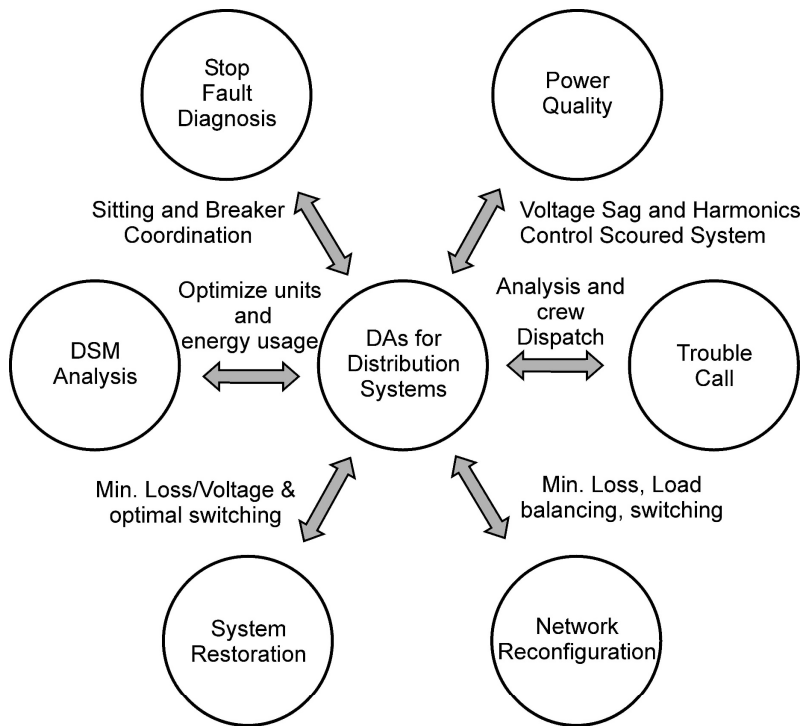 Stop
Fault
Diagnosis
Power
Quality
Sitting and Breaker
Coordination
Voltage Sag and Harmonics
Control Scoured System
Optimize units
and
energy usage
Analysis and
crew
Dispatch
DSM
Analysis
DAs for
Distribution
Systems
Trouble
Call
Min. Loss/Voltage &
optimal switching
Min. Loss, Load
balancing, switching
System
Restoration
Network
Reconfiguration